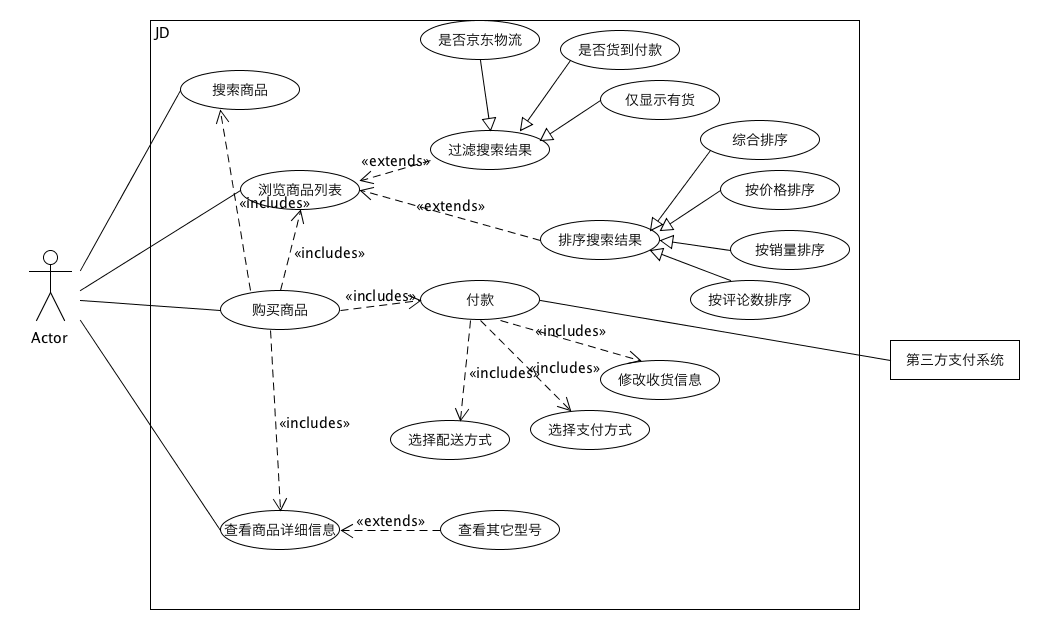 JD
是否京东物流
是否货到付款
搜索商品
仅显示有货
综合排序
过滤搜索结果
«extends»
浏览商品列表
按价格排序
«includes»
«extends»
排序搜索结果
按销量排序
«includes»
购买商品
«includes»
付款
按评论数排序
Actor
«includes»
第三方支付系统
«includes»
«includes»
修改收货信息
«includes»
选择配送方式
选择支付方式
查看商品详细信息
«extends»
查看其它型号